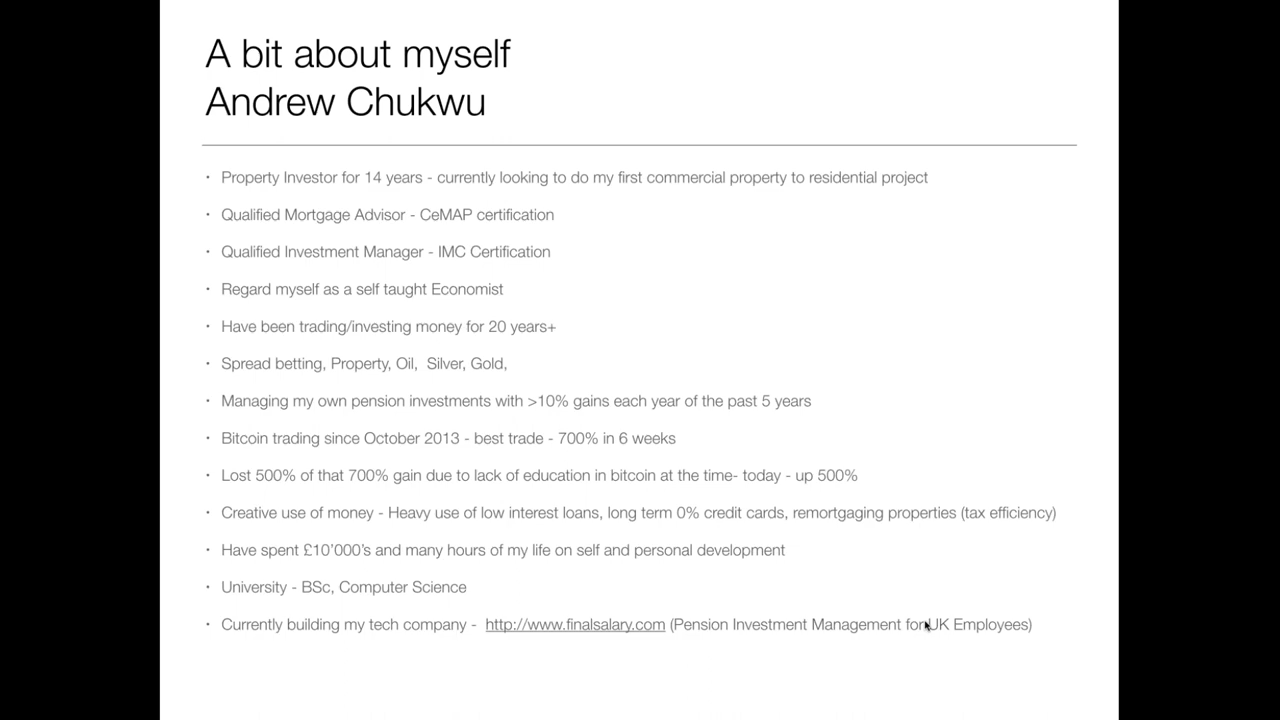 A bit about myself
Andrew Chukwu
• Property Investor for 14 years - currently looking to do my first commercial property to residential project
• Qualified Mortgage Advisor - CeMAP certification
• Qualified Investment Manager - IMC Certification
• Regard myself as a self taught Economist
• Have been trading/investing money for 20 years+
• Spread betting, Property, Oil,  Silver, Gold,
• Managing my own pension investments with >10% gains each year of the past 5 years
• Bitcoin trading since October 2013 - best trade - 700% in 6 weeks
• Lost 500% of that 700% gain due to lack of education in bitcoin at the time- today - up 500%
• Creative use of money - Heavy use of low interest loans, long term 0% credit cards, remortgaging properties (tax efficiency)
• Have spent £10'000's and many hours of my life on self and personal development
• University - BSc, Computer Science
• Currently building my tech company -  http://www.finalsalary.com (Pension Investment Management for UK Employees)